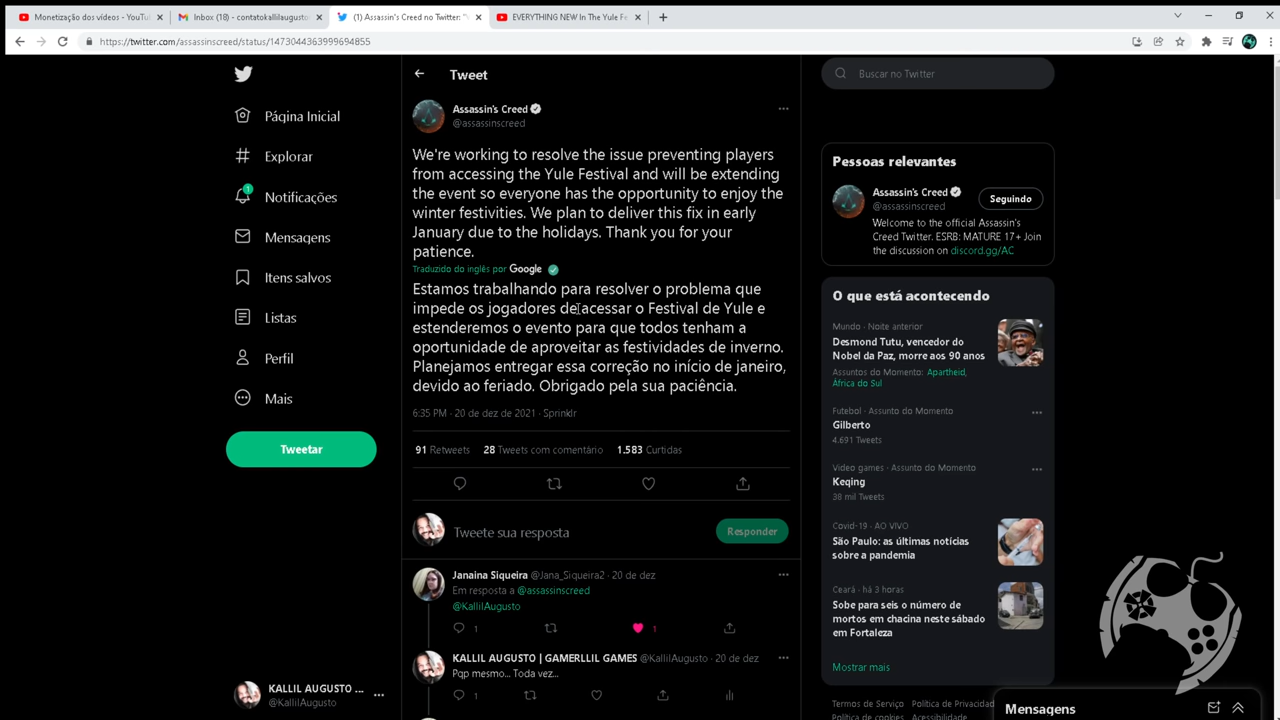 Monetização dos vídeos - YouTu
Inbox (18) - contatokallilaugusto
(1) Assassin's Creed no Twitter: "
EVERYTHING NEW In The Yule Fe
https://twitter.com/assassinscreed/status/1473044363999694855
Página Inicial
Explorar
1
Notificações
Mensagens
Itens salvos
Listas
Perfil
Mais
Tweetar
KALLIL AUGUSTO ...
@KallilAugusto
Tweet
Assassin's Creed
@assassinscreed
We're working to resolve the issue preventing players
from accessing the Yule Festival and will be extending
the event so everyone has the opportunity to enjoy the
winter festivities. We plan to deliver this fix in early
January due to the holidays. Thank you for your
patience.
Traduzido do inglês por Google
Estamos trabalhando para resolver o problema que
impede os jogadores de acessar o Festival de Yule e
estenderemos o evento para que todos tenham a
oportunidade de aproveitar as festividades de inverno.
Planejamos entregar essa correção no início de janeiro,
devido ao feriado. Obrigado pela sua paciência.
6:35 PM · 20 de dez de 2021 · Sprinklr
91 Retweets 28 Tweets com comentário 1.583 Curtidas
Tweete sua resposta
Responder
Janaina Siqueira @Jana_Siqueira2 · 20 de dez
Em resposta a @assassinscreed
@KallilAugusto
1 1
KALLIL AUGUSTO | GAMERLLIL GAMES @KallilAugusto · 20 de dez
Pqp mesmo... Toda vez...
1
Buscar no Twitter
Pessoas relevantes
Assassin's Creed
@assassinscreed
Seguindo
Welcome to the official Assassin's
Creed Twitter. ESRB: MATURE 17+ Join
the discussion on discord.gg/AC
O que está acontecendo
Mundo · Noite anterior
Desmond Tutu, vencedor do
Nobel da Paz, morre aos 90 anos
Assuntos do Momento: Apartheid,
África do Sul
Futebol · Assunto do Momento
Gilberto
4.691 Tweets
Video games · Assunto do Momento
Keqing
38 mil Tweets
Covid-19 · AO VIVO
São Paulo: as últimas notícias
sobre a pandemia
Ceará · há 3 horas
Sobe para seis o número de
mortos em chacina neste sábado
em Fortaleza
Mostrar mais
Termos de Serviço Política de Privacidad
Política de cookies Acessibilidade
Mensagens